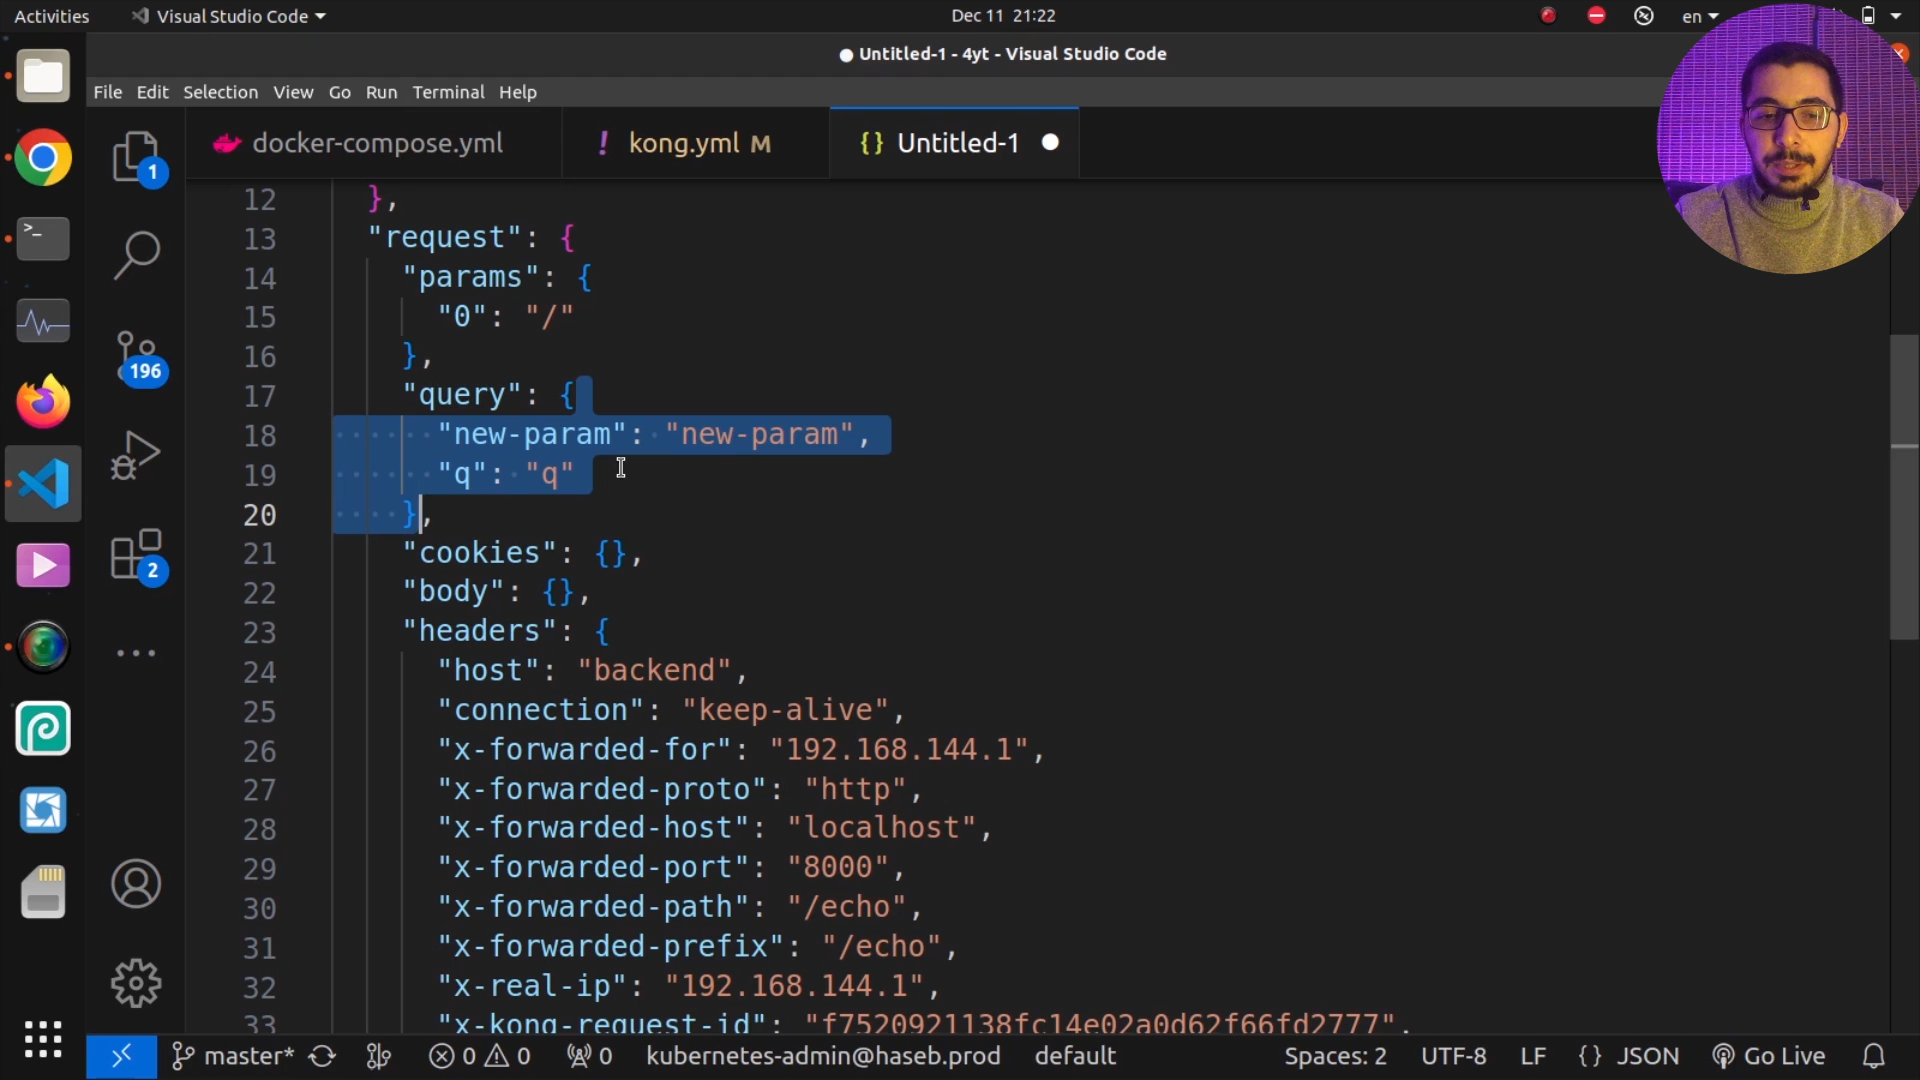 Activities
Visual Studio Code
Dec 11 21:22
en
Untitled-1 - 4yt - Visual Studio Code
File Edit Selection View Go Run Terminal Help
docker-compose.yml
! kong.yml M
{} Untitled-1
1
196
2
12 },
13 "request": {
14 "params": {
15 "0": "/"
16 },
17 "query": {
18 "new-param": "new-param",
19 "q": "q"
20 },
21 "cookies": {},
22 "body": {},
23 "headers": {
24 "host": "backend",
25 "connection": "keep-alive",
26 "x-forwarded-for": "192.168.144.1",
27 "x-forwarded-proto": "http",
28 "x-forwarded-host": "localhost",
29 "x-forwarded-port": "8000",
30 "x-forwarded-path": "/echo",
31 "x-forwarded-prefix": "/echo",
32 "x-real-ip": "192.168.144.1",
33 "x-kong-request-id": "f7520921138fc14e02a0d62f66fd2777",
master* 0 0 0 kubernetes-admin@haseb.prod default Spaces: 2 UTF-8 LF {} JSON Go Live